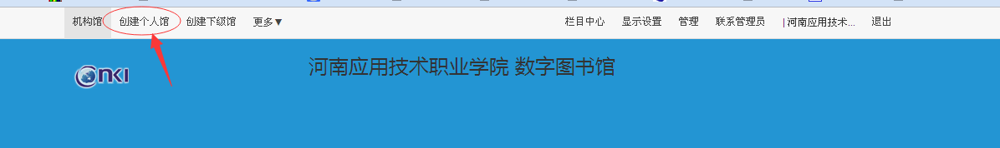 机构馆 创建个人馆 创建下级馆 更多▼ 栏目中心 显示设置 管理 联系管理员 | 河南应用技术... 退出
cnki 河南应用技术职业学院 数字图书馆